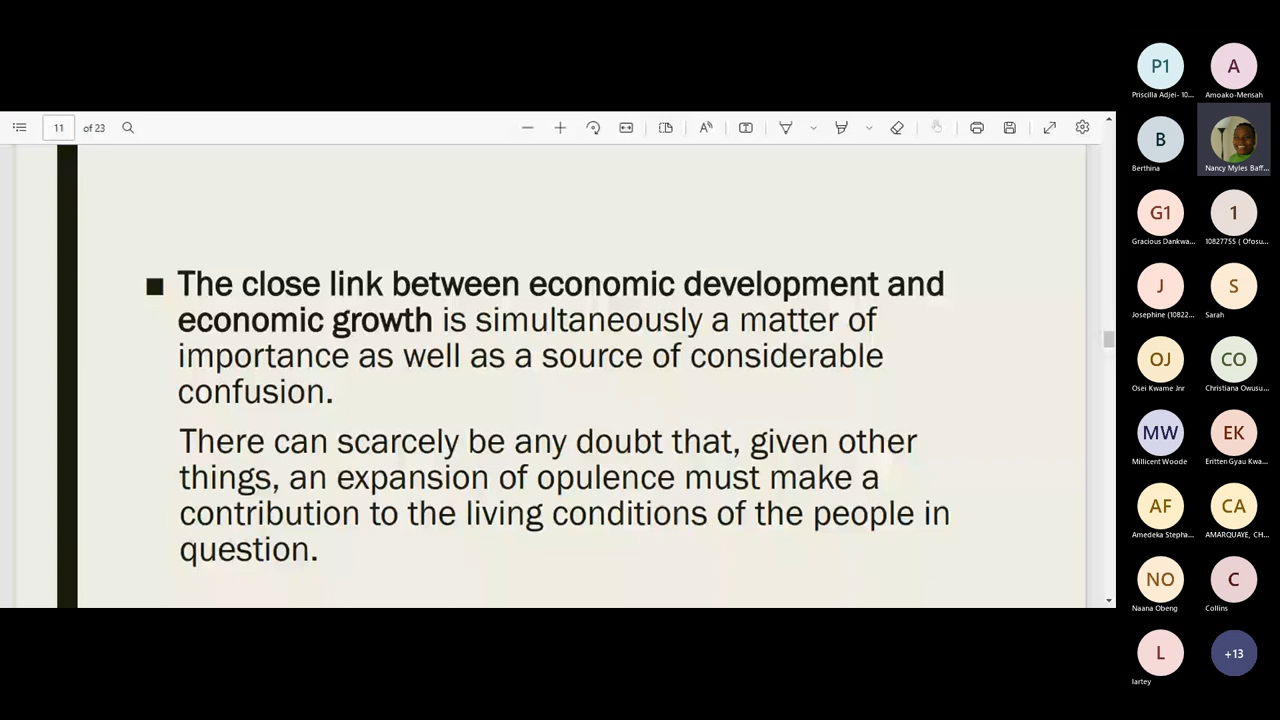 11 of 23
The close link between economic development and
economic growth is simultaneously a matter of
importance as well as a source of considerable
confusion.
There can scarcely be any doubt that, given other
things, an expansion of opulence must make a
contribution to the living conditions of the people in
question.
P1 A
Priscilla Adjei- 10... Amoako-Mensah
B
Berthina Nancy Myles Baff...
G1 1
Gracious Dankwa... 10827755 ( Ofosu...
J S
Josephine (10822... Sarah
OJ CO
Osei Kwame Jnr Christiana Owusu...
MW EK
Millicent Woode Eritten Gyau Kwa...
AF CA
Amedeka Stepha... AMARQUAYE, CH...
NO C
Naana Obeng Collins
L +13
lartey